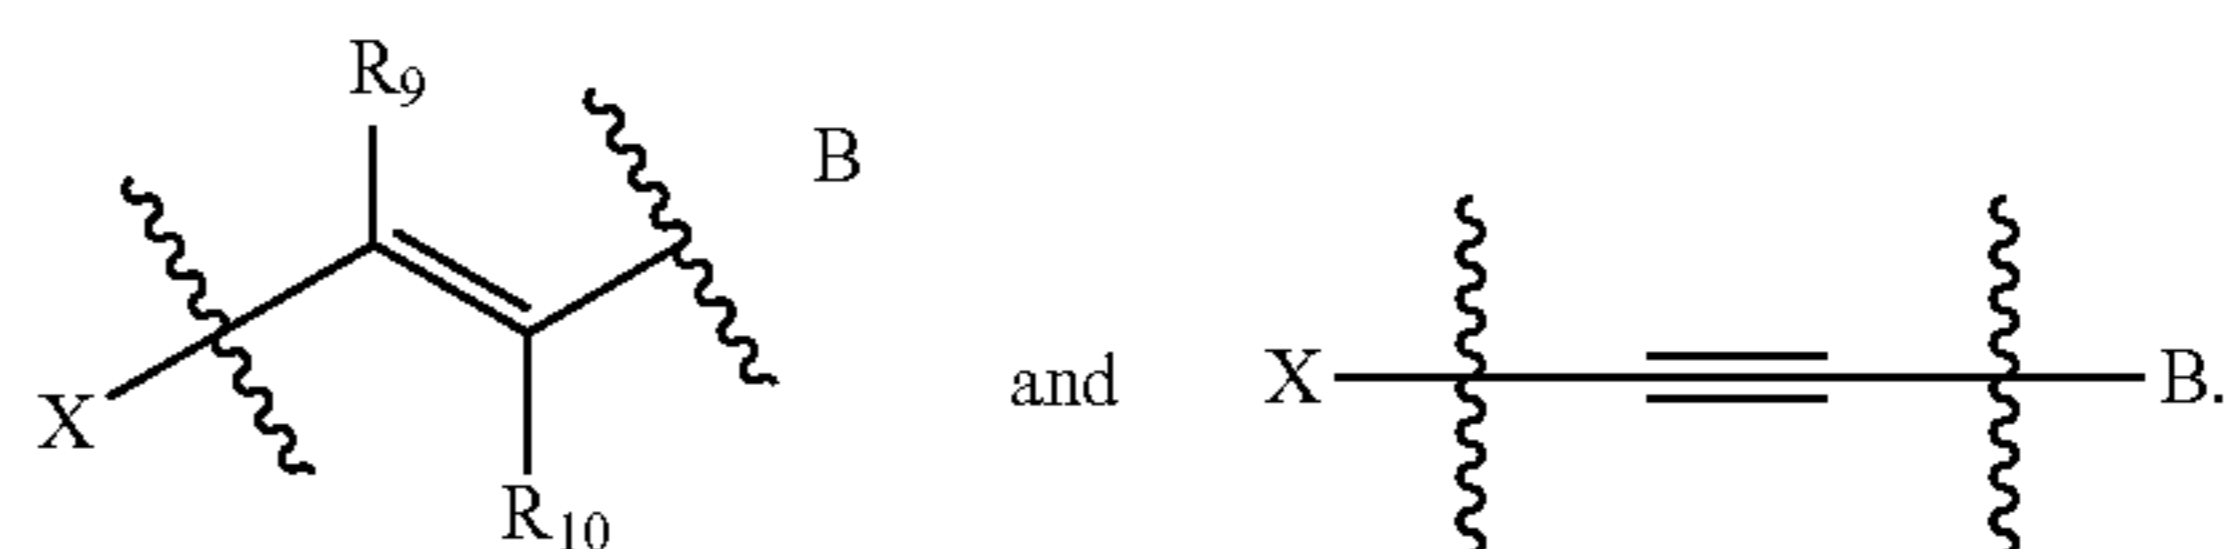 R₉
B
X
R₁₀
and
X
B.